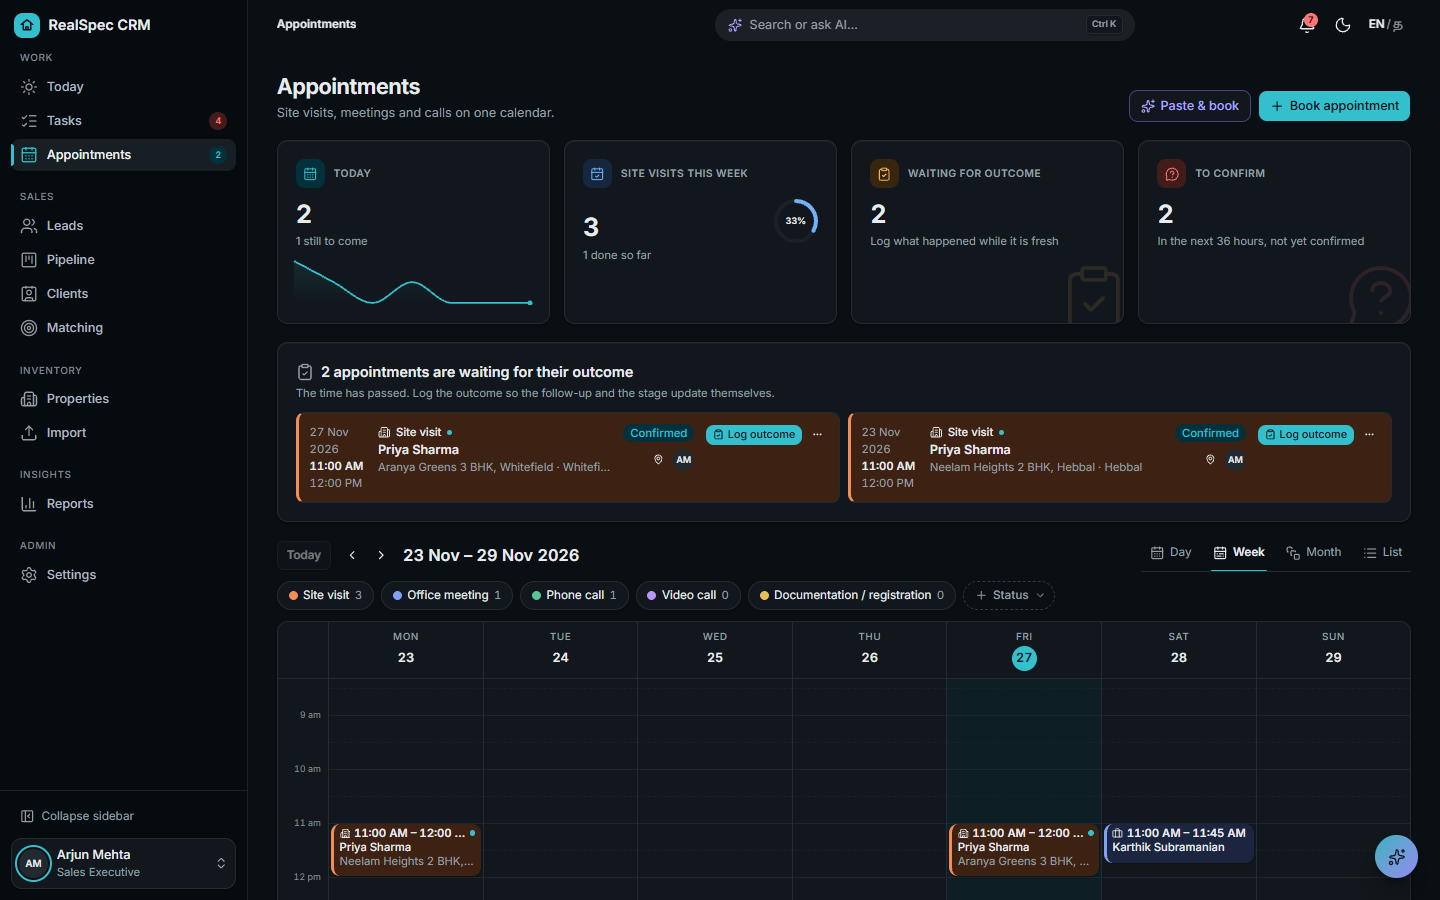 RealSpec CRM
WORK
Today
Tasks 4
Appointments 2
SALES
Leads
Pipeline
Clients
Matching
INVENTORY
Properties
Import
INSIGHTS
Reports
ADMIN
Settings
Collapse sidebar
AM
Arjun Mehta
Sales Executive
Appointments
Search or ask AI...
Ctrl K
7
EN / த
Appointments
Site visits, meetings and calls on one calendar.
Paste & book
Book appointment
TODAY
2
1 still to come
SITE VISITS THIS WEEK
3
33%
1 done so far
WAITING FOR OUTCOME
2
Log what happened while it is fresh
TO CONFIRM
2
In the next 36 hours, not yet confirmed
2 appointments are waiting for their outcome
The time has passed. Log the outcome so the follow-up and the stage update themselves.
27 Nov
2026
11:00 AM
12:00 PM
Site visit
Priya Sharma
Aranya Greens 3 BHK, Whitefield · Whitefi...
Confirmed
AM
Log outcome
23 Nov
2026
11:00 AM
12:00 PM
Site visit
Priya Sharma
Neelam Heights 2 BHK, Hebbal · Hebbal
Confirmed
AM
Log outcome
Today
23 Nov – 29 Nov 2026
Day
Week
Month
List
Site visit 3
Office meeting 1
Phone call 1
Video call 0
Documentation / registration 0
Status
MON 23
TUE 24
WED 25
THU 26
FRI 27
SAT 28
SUN 29
9 am
10 am
11 am
12 pm
11:00 AM – 12:00 ...
Priya Sharma
Neelam Heights 2 BHK,...
11:00 AM – 12:00 ...
Priya Sharma
Aranya Greens 3 BHK, ...
11:00 AM – 11:45 AM
Karthik Subramanian